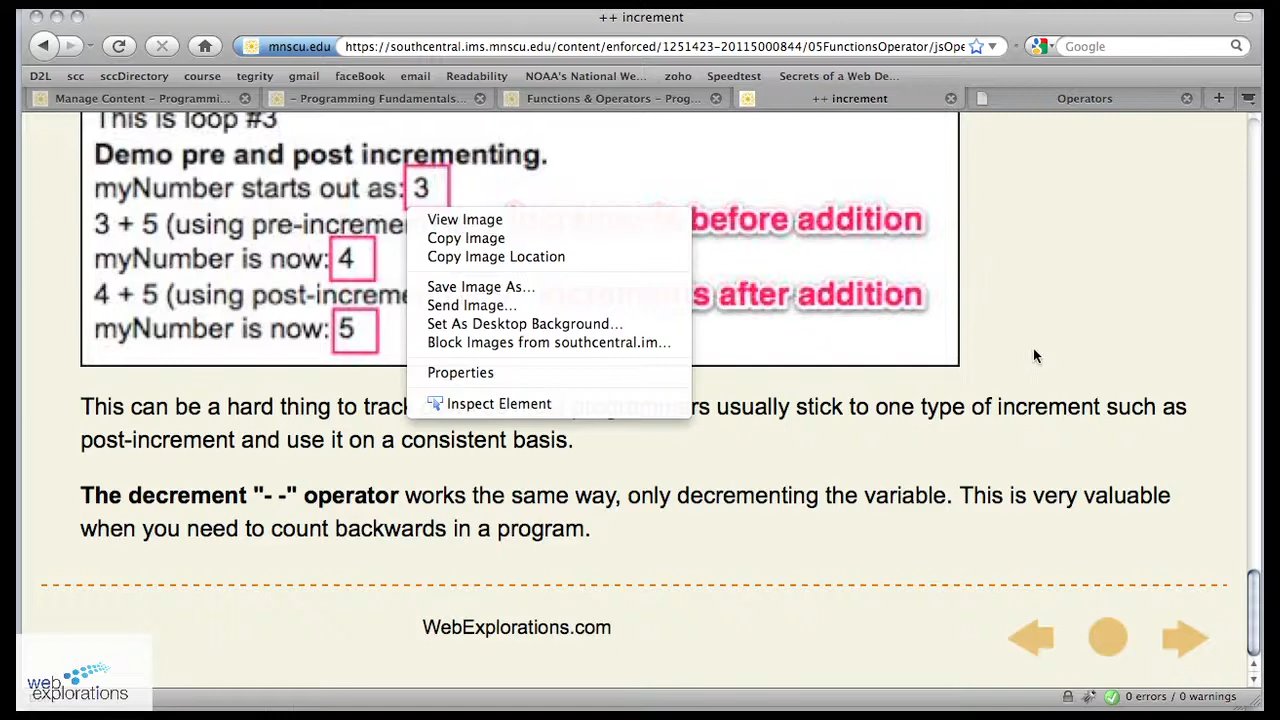 ++ increment
mnscu.edu https://southcentral.ims.mnscu.edu/content/enforced/1251423-20115000844/05FunctionsOperator/jsOpe
Google
D2L scc sccDirectory course tegrity gmail faceBook email Readability NOAA's National We... zoho Speedtest Secrets of a Web De...
Manage Content – Programmi... – Programming Fundamentals... Functions & Operators – Prog... ++ increment Operators
This is loop #3
Demo pre and post incrementing.
myNumber starts out as: 3
3 + 5 (using pre-increme before addition
myNumber is now: 4
4 + 5 (using post-increme s after addition
myNumber is now: 5
View Image
Copy Image
Copy Image Location
Save Image As...
Send Image...
Set As Desktop Background...
Block Images from southcentral.im...
Properties
Inspect Element
This can be a hard thing to track programmers usually stick to one type of increment such as
post-increment and use it on a consistent basis.
The decrement "- -" operator works the same way, only decrementing the variable. This is very valuable
when you need to count backwards in a program.
WebExplorations.com
web
explorations
0 errors / 0 warnings